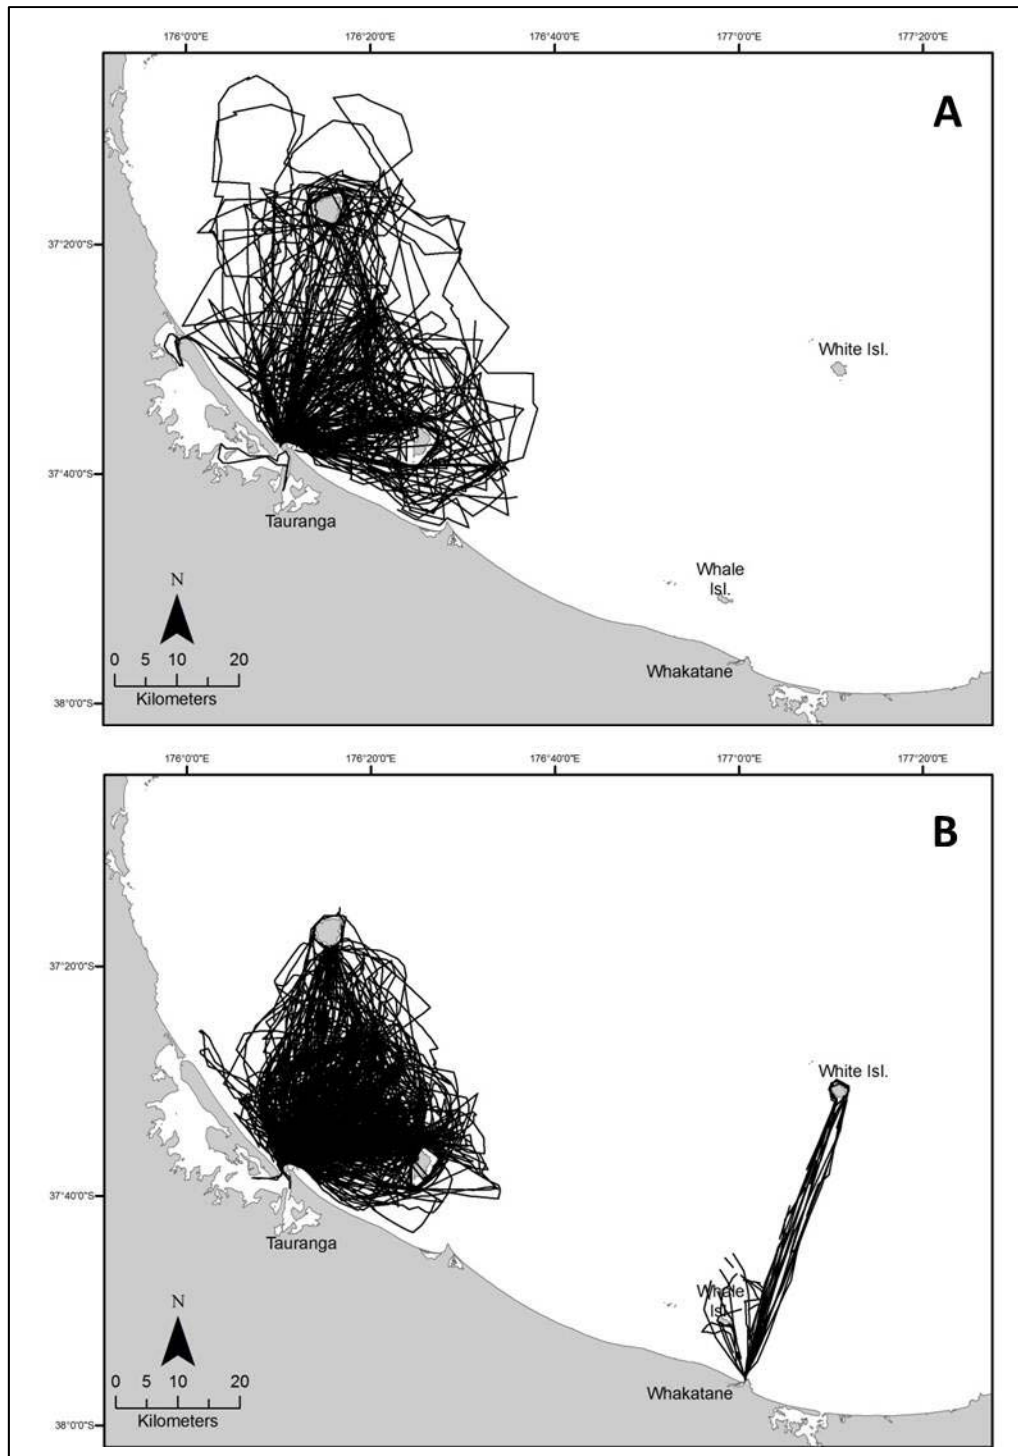 176°0'0"E 176°20'0"E 176°40'0"E 177°0'0"E 177°20'0"E
A
37°20'0"S
White Isl.
37°40'0"S
Tauranga
Whale
Isl.
N
0 5 10 20
Whakatane
Kilometers
38°0'0"S
176°0'0"E 176°20'0"E 176°40'0"E 177°0'0"E 177°20'0"E
B
37°20'0"S
White Isl.
37°40'0"S
Tauranga
Whale
Isl.
N
0 5 10 20
Whakatane
Kilometers
38°0'0"S